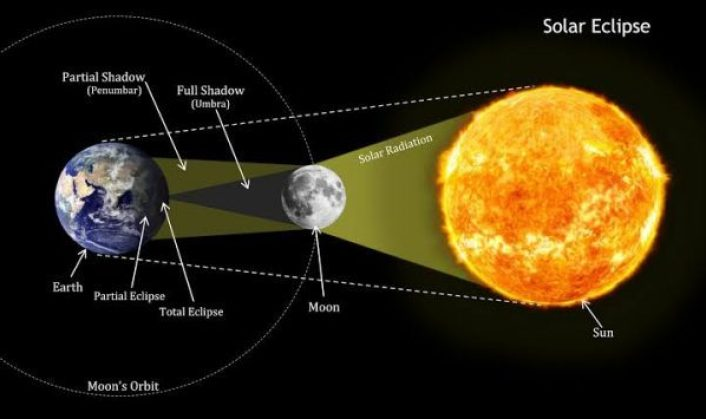 Solar Eclipse
Partial Shadow
(Penumbar)
Full Shadow
(Umbra)
Solar Radiation
Earth
Partial Eclipse
Total Eclipse
Moon
Sun
Moon's Orbit